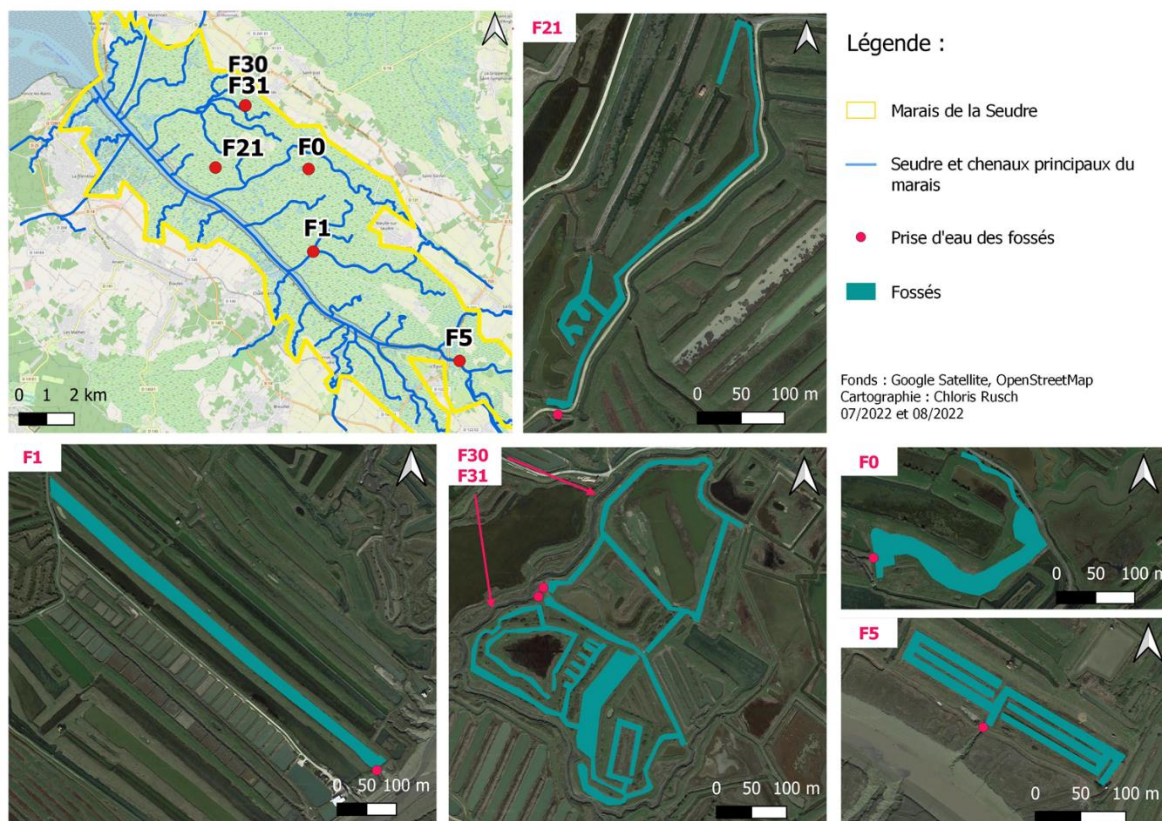 F30
F31
F21
F0
F1
F5
0 1 2 km
F21
0 50 100 m
Légende :
Marais de la Seudre
Seudre et chenaux principaux du
marais
Prise d'eau des fossés
Fossés
Fonds : Google Satellite, OpenStreetMap
Cartographie : Chloris Rusch
07/2022 et 08/2022
F1
0 50 100 m
F30
F31
0 50 100 m
F0
0 50 100 m
F5
0 50 100 m